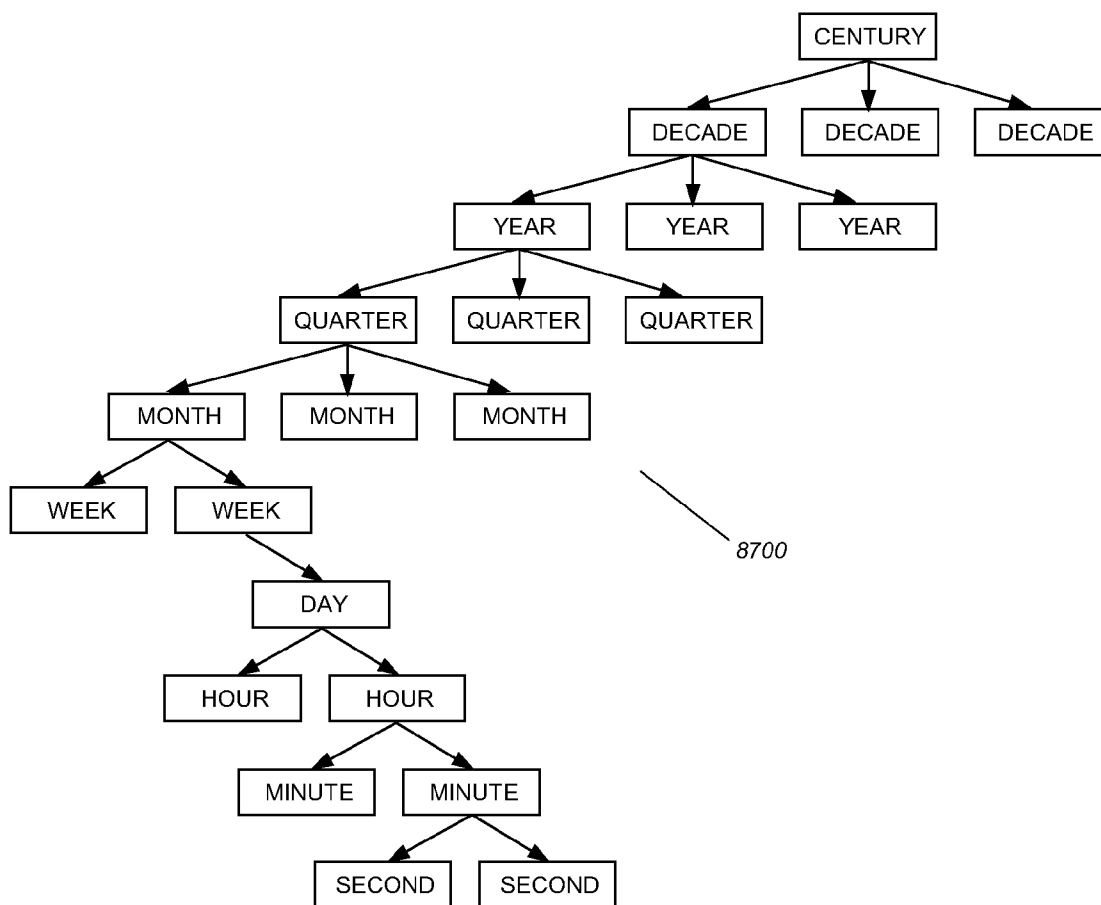 CENTURY
DECADE DECADE DECADE
YEAR YEAR YEAR
QUARTER QUARTER QUARTER
MONTH MONTH MONTH
WEEK WEEK
8700
DAY
HOUR HOUR
MINUTE MINUTE
SECOND SECOND